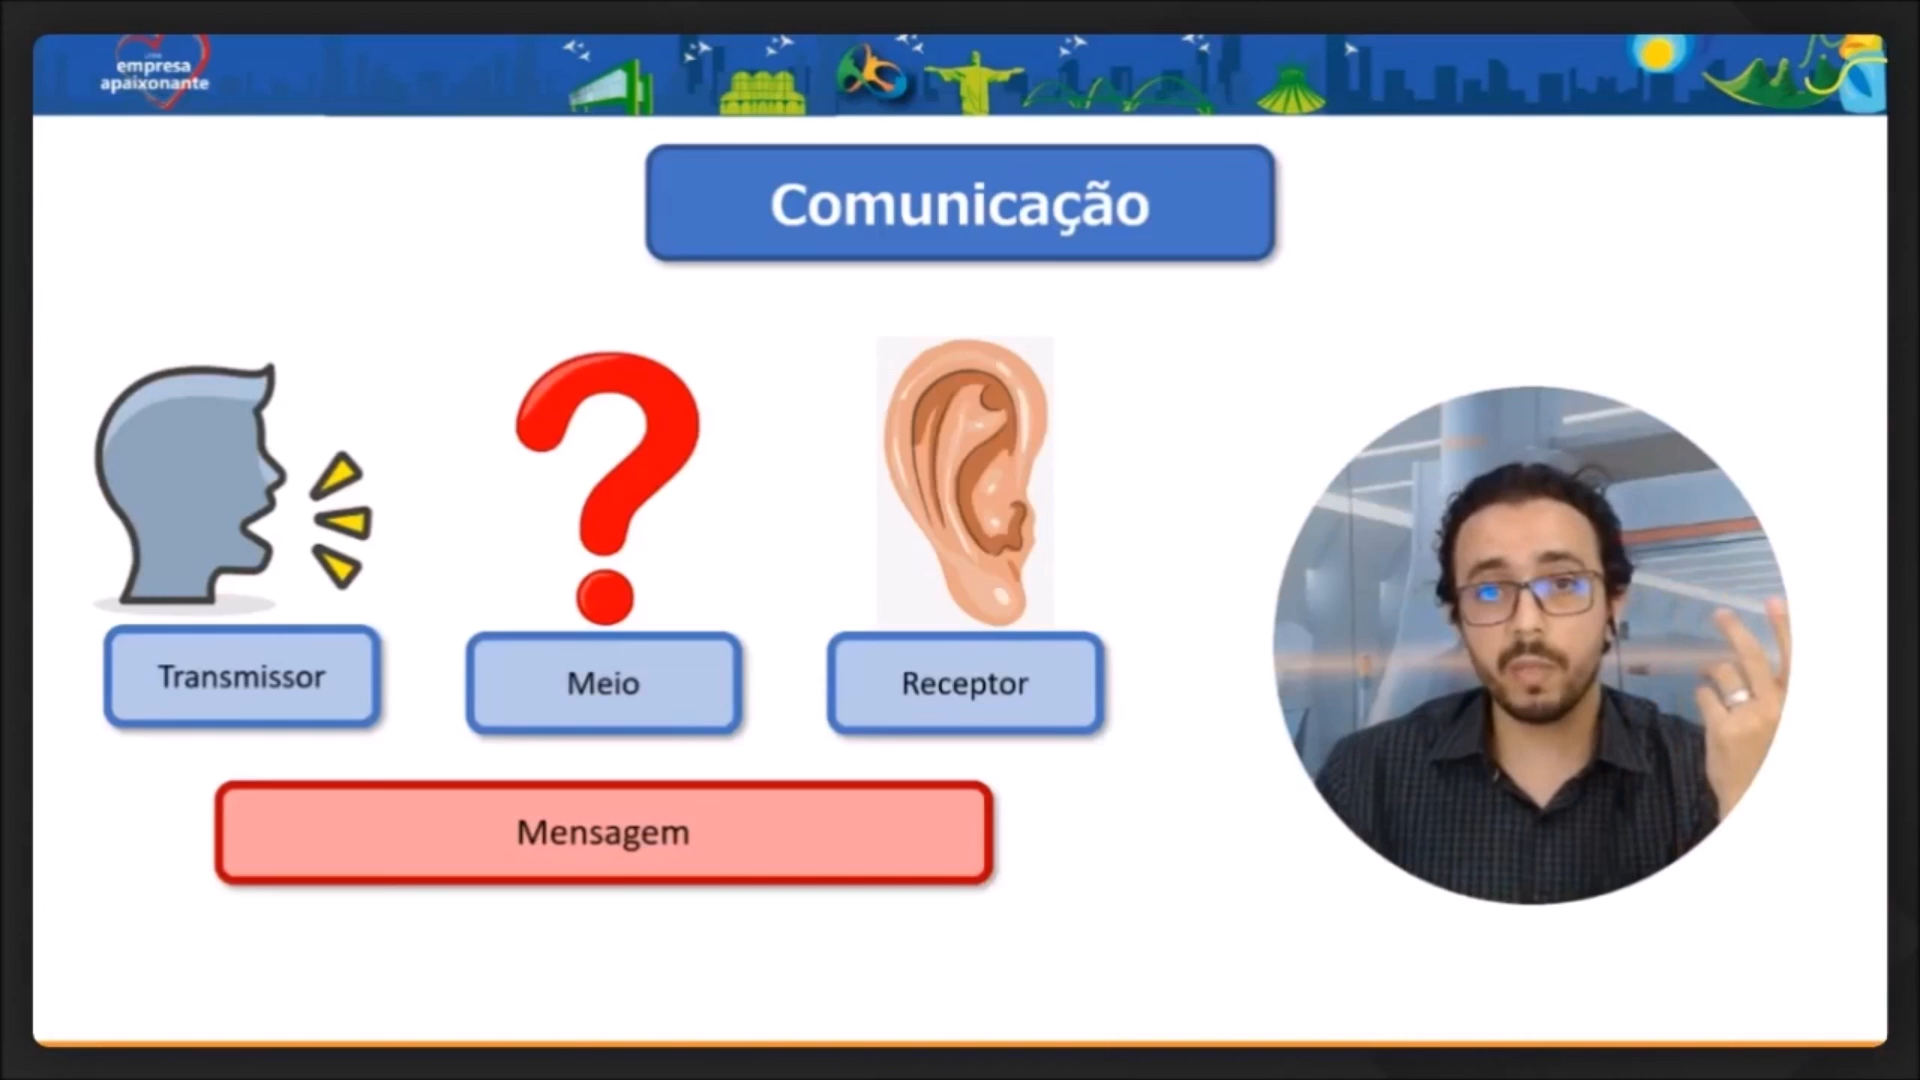 empresa
apaixonante
Comunicação
Transmissor
Meio
Receptor
Mensagem